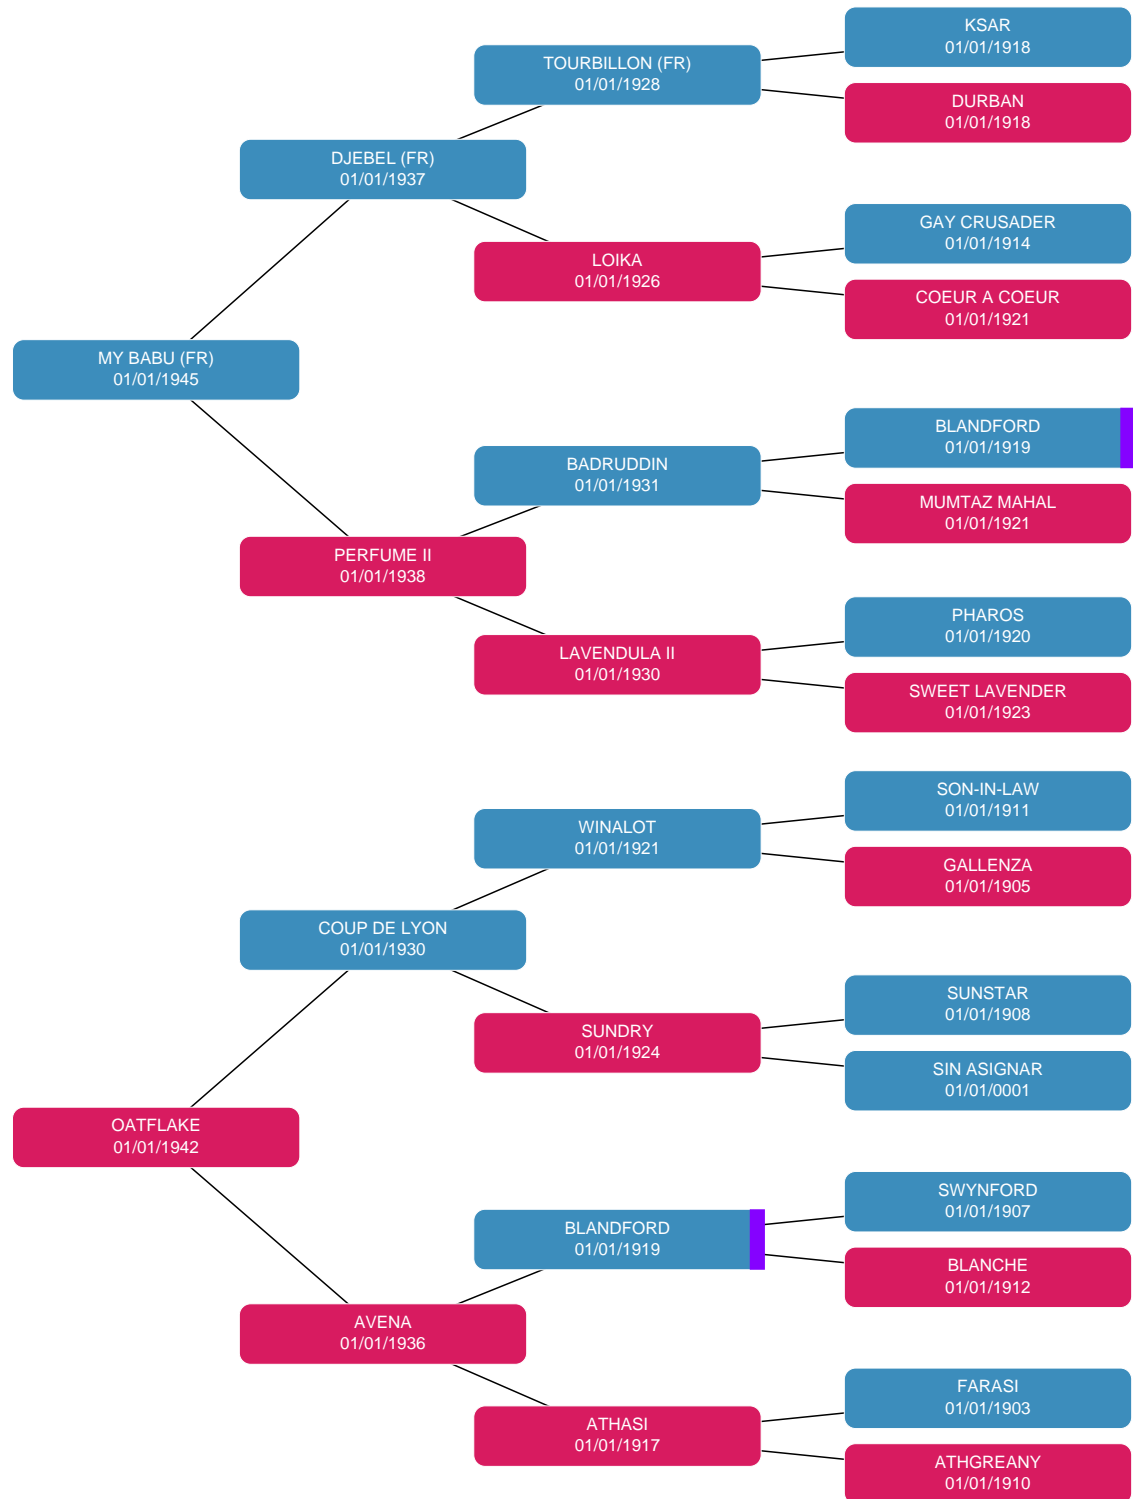 KSAR
01/01/1918
TOURBILLON (FR)
01/01/1928
DURBAN
01/01/1918
DJEBEL (FR)
01/01/1937
GAY CRUSADER
01/01/1914
LOIKA
01/01/1926
COEUR A COEUR
01/01/1921
MY BABU (FR)
01/01/1945
BLANDFORD
01/01/1919
BADRUDDIN
01/01/1931
MUMTAZ MAHAL
01/01/1921
PERFUME II
01/01/1938
PHAROS
01/01/1920
LAVENDULA II
01/01/1930
SWEET LAVENDER
01/01/1923
SON-IN-LAW
01/01/1911
WINALOT
01/01/1921
GALLENZA
01/01/1905
COUP DE LYON
01/01/1930
SUNSTAR
01/01/1908
SUNDRY
01/01/1924
SIN ASIGNAR
01/01/0001
OATFLAKE
01/01/1942
SWYNFORD
01/01/1907
BLANDFORD
01/01/1919
BLANCHE
01/01/1912
AVENA
01/01/1936
FARASI
01/01/1903
ATHASI
01/01/1917
ATHGREANY
01/01/1910